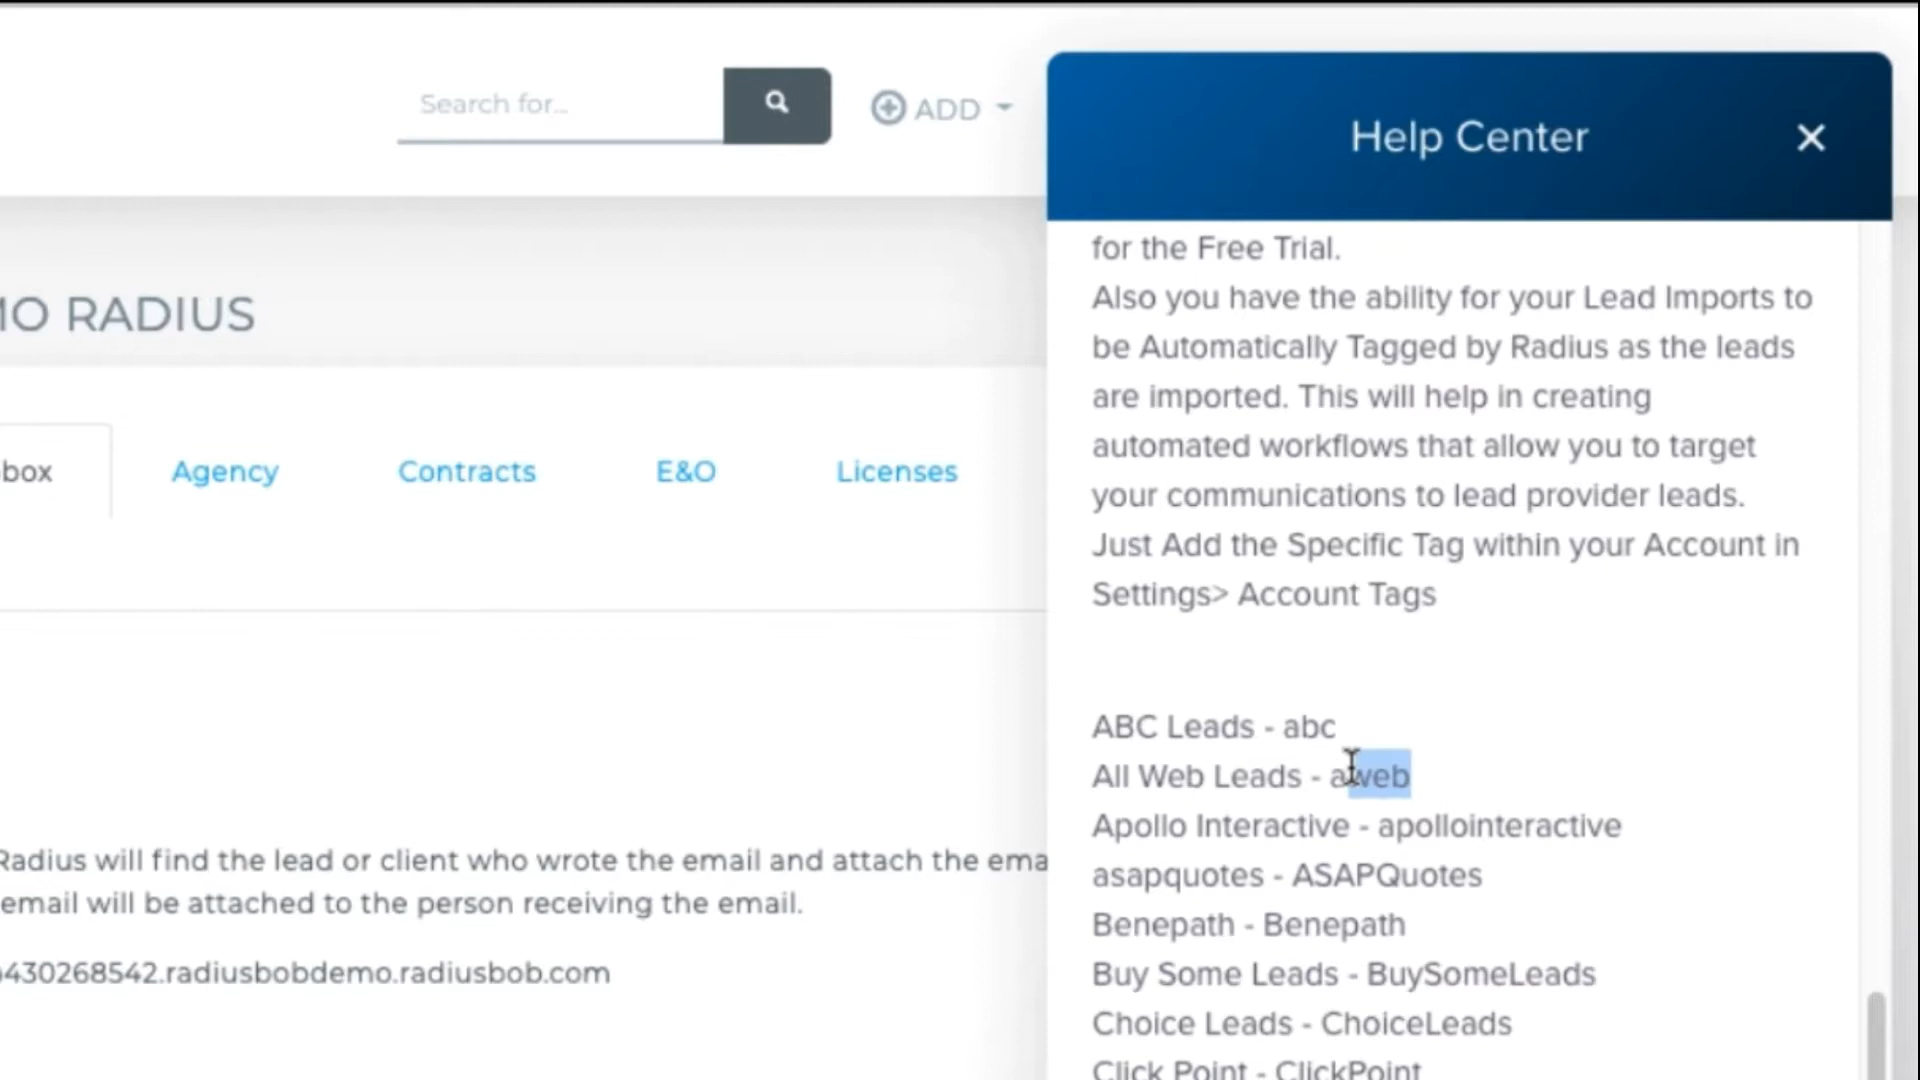 Search for...
ADD
Help Center
MO RADIUS
box
Agency
Contracts
E&O
Licenses
Radius will find the lead or client who wrote the email and attach the ema
email will be attached to the person receiving the email.
430268542.radiusbobdemo.radiusbob.com
for the Free Trial.
Also you have the ability for your Lead Imports to
be Automatically Tagged by Radius as the leads
are imported. This will help in creating
automated workflows that allow you to target
your communications to lead provider leads.
Just Add the Specific Tag within your Account in
Settings> Account Tags
ABC Leads - abc
All Web Leads - aweb
Apollo Interactive - apollointeractive
asapquotes - ASAPQuotes
Benepath - Benepath
Buy Some Leads - BuySomeLeads
Choice Leads - ChoiceLeads
Click Point - ClickPoint